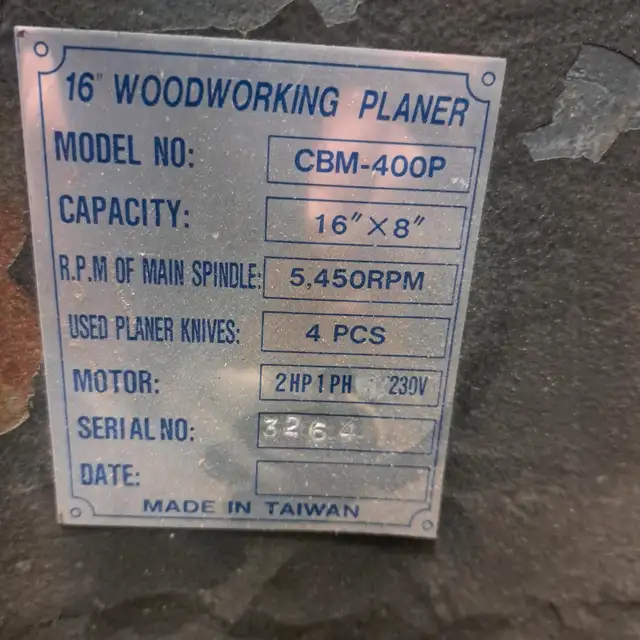 16" WOODWORKING PLANER
MODEL NO: CBM-400P
CAPACITY: 16"×8"
R.P.M OF MAIN SPINDLE: 5,450RPM
USED PLANER KNIVES: 4 PCS
MOTOR: 2HP 1PH 230V
SERIAL NO:
DATE:
MADE IN TAIWAN